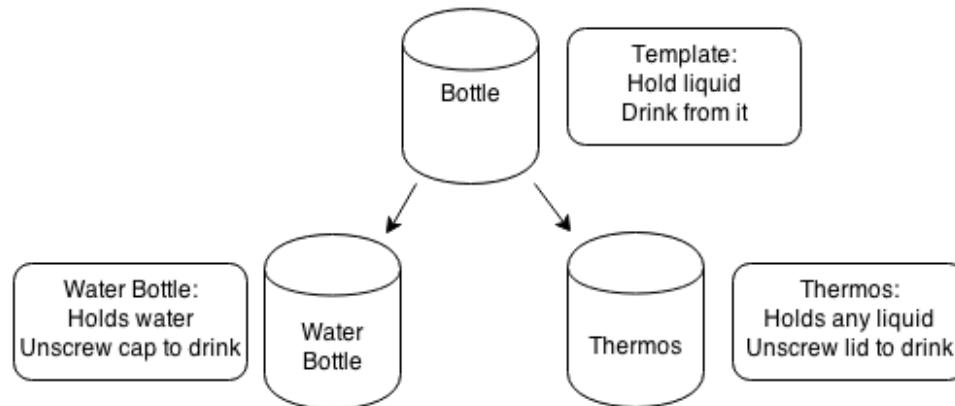 Bottle
Template:
Hold liquid
Drink from it
Water Bottle:
Holds water
Unscrew cap to drink
Water
Bottle
Thermos
Thermos:
Holds any liquid
Unscrew lid to drink